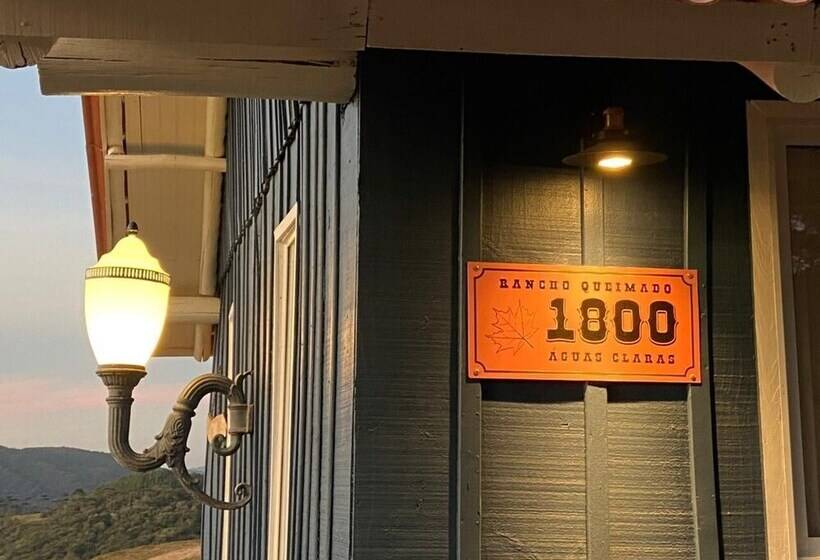 RANCHO QUEIMADO
1800
ÁGUAS CLARAS